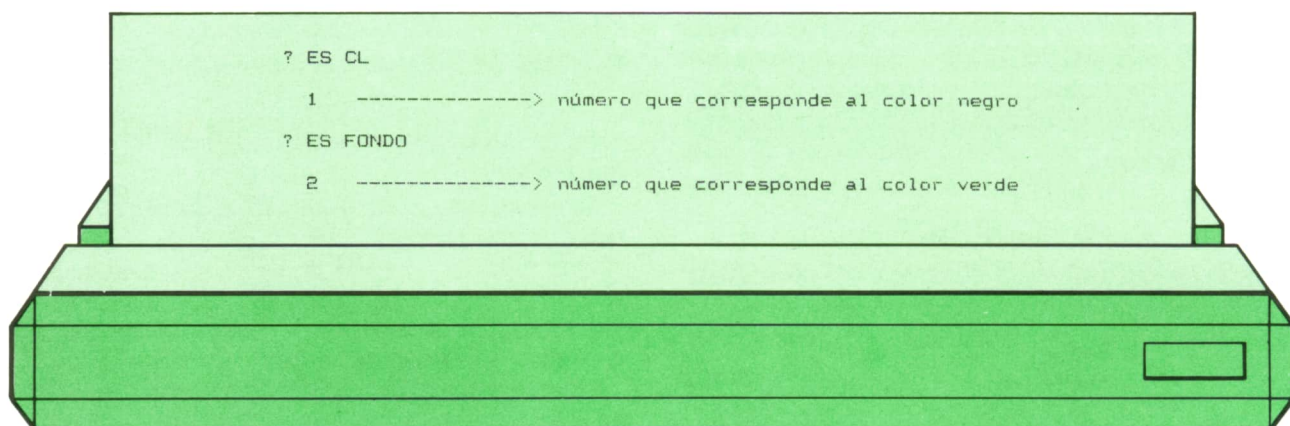 ? ES CL
1 --------------> número que corresponde al color negro
? ES FONDO
2 --------------> número que corresponde al color verde